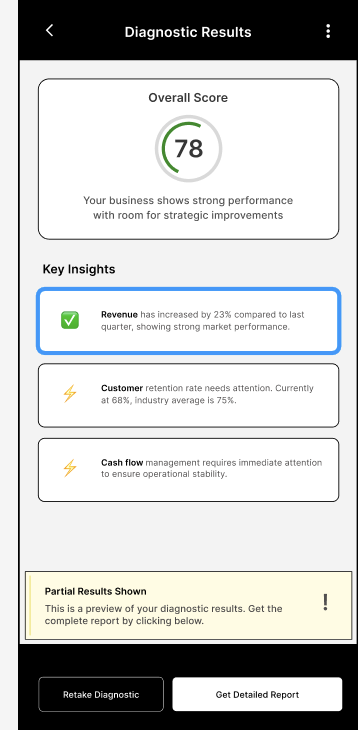 Diagnostic Results
Overall Score
78
Your business shows strong performance
with room for strategic improvements
Key Insights
Revenue has increased by 23% compared to last
quarter, showing strong market performance.
Customer retention rate needs attention. Currently
at 68%, industry average is 75%.
Cash flow management requires immediate attention
to ensure operational stability.
Partial Results Shown
This is a preview of your diagnostic results. Get the
complete report by clicking below.
!
Retake Diagnostic
Get Detailed Report